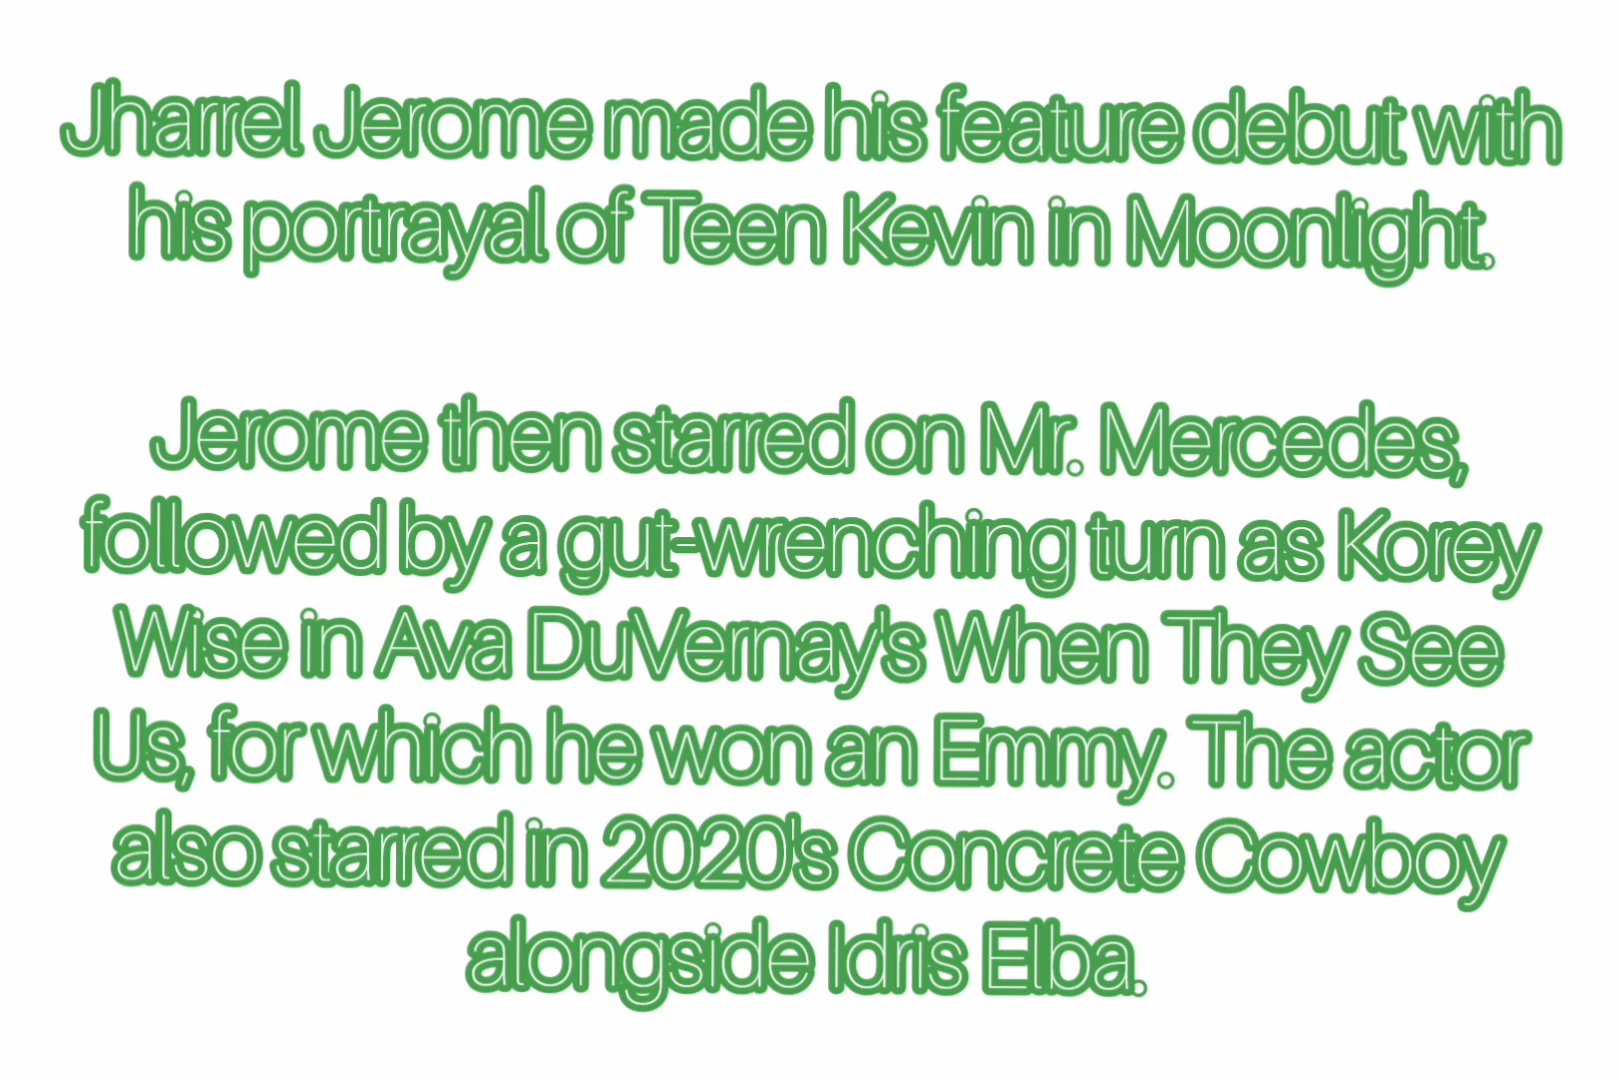 Jharrel Jerome made his feature debut with
his portrayal of Teen Kevin in Moonlight.
Jerome then starred on Mr. Mercedes,
followed by a gut-wrenching turn as Korey
Wise in Ava DuVernay's When They See
Us, for which he won an Emmy. The actor
also starred in 2020's Concrete Cowboy
alongside Idris Elba.